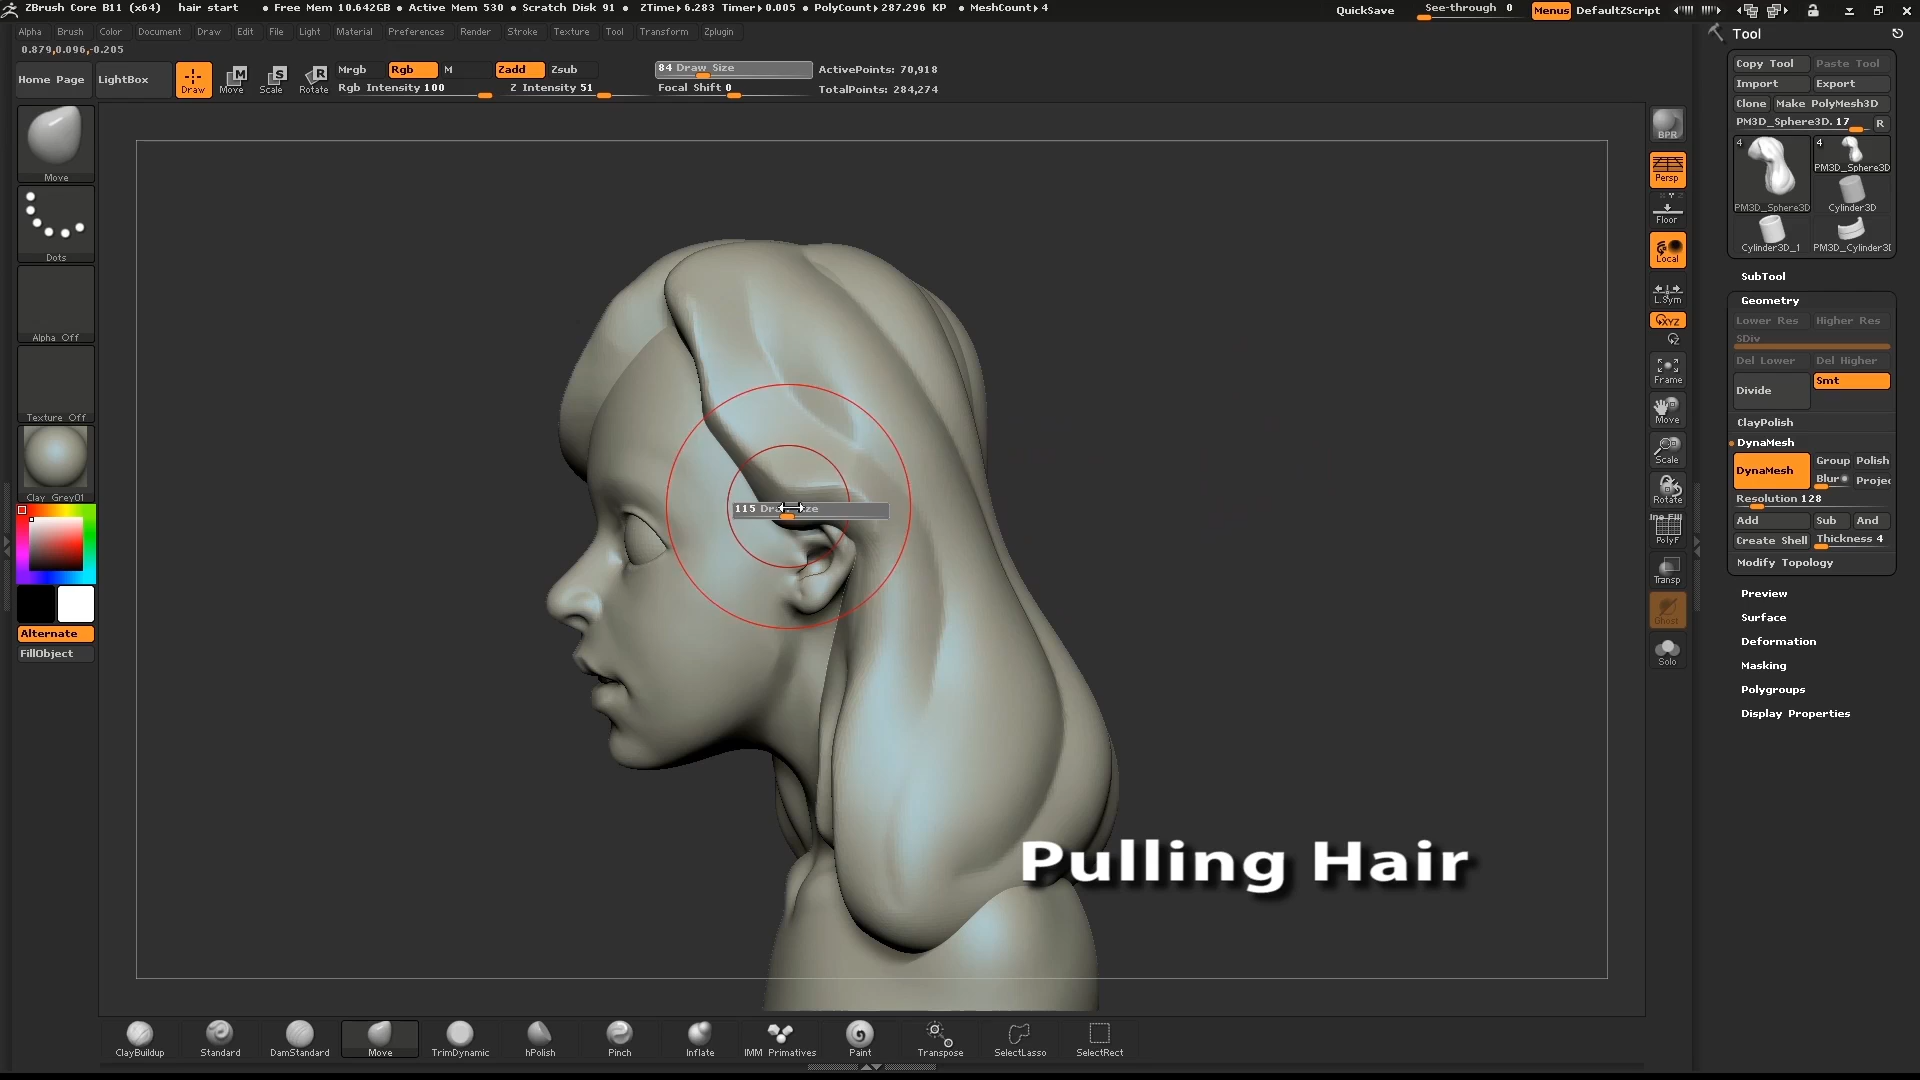 ZBrush Core B11 (x64) hair start • Free Mem 10.642GB • Active Mem 530 • Scratch Disk 91 • ZTime▸6.283 Timer▸0.005 • PolyCount▸287.296 KP • MeshCount▸4 QuickSave See-through 0 Menus DefaultZScript
Alpha Brush Color Document Draw Edit File Light Layer Material Preferences Render Stroke Texture Tool Transform Zplugin
0.879,0.096,-0.205
Home Page LightBox Draw Move Scale Rotate
Mrgb Rgb M Zadd Zsub
Rgb Intensity 100 Z Intensity 51
84 Draw Size
Focal Shift 0
ActivePoints: 70,918
TotalPoints: 284,274
Move
Dots
Alpha Off
Texture Off
Clay Grey01
Alternate
FillObject
115
Pulling Hair
BPR
Persp
Floor
Local
L.Sym
XYZ
Frame
Move
Scale
Rotate
PolyF
Transp
Ghost
Solo
Tool
Copy Tool Paste Tool
Import Export
Clone Make PolyMesh3D
PM3D_Sphere3D. 17 R
4 4
PM3D_Sphere3D
PM3D_Sphere3D Cylinder3D
Cylinder3D_1 PM3D_Cylinder3D
SubTool
Geometry
Lower Res Higher Res
SDiv
Del Lower Del Higher
Divide Smt
ClayPolish
DynaMesh
DynaMesh Group Polish
Blur Projec
Resolution 128
Add Sub And
Create Shell Thickness 4
Modify Topology
Preview
Surface
Deformation
Masking
Polygroups
Display Properties
ClayBuildup Standard DamStandard Move TrimDynamic hPolish Pinch Inflate IMM Primitives Paint Transpose SelectLasso SelectRect